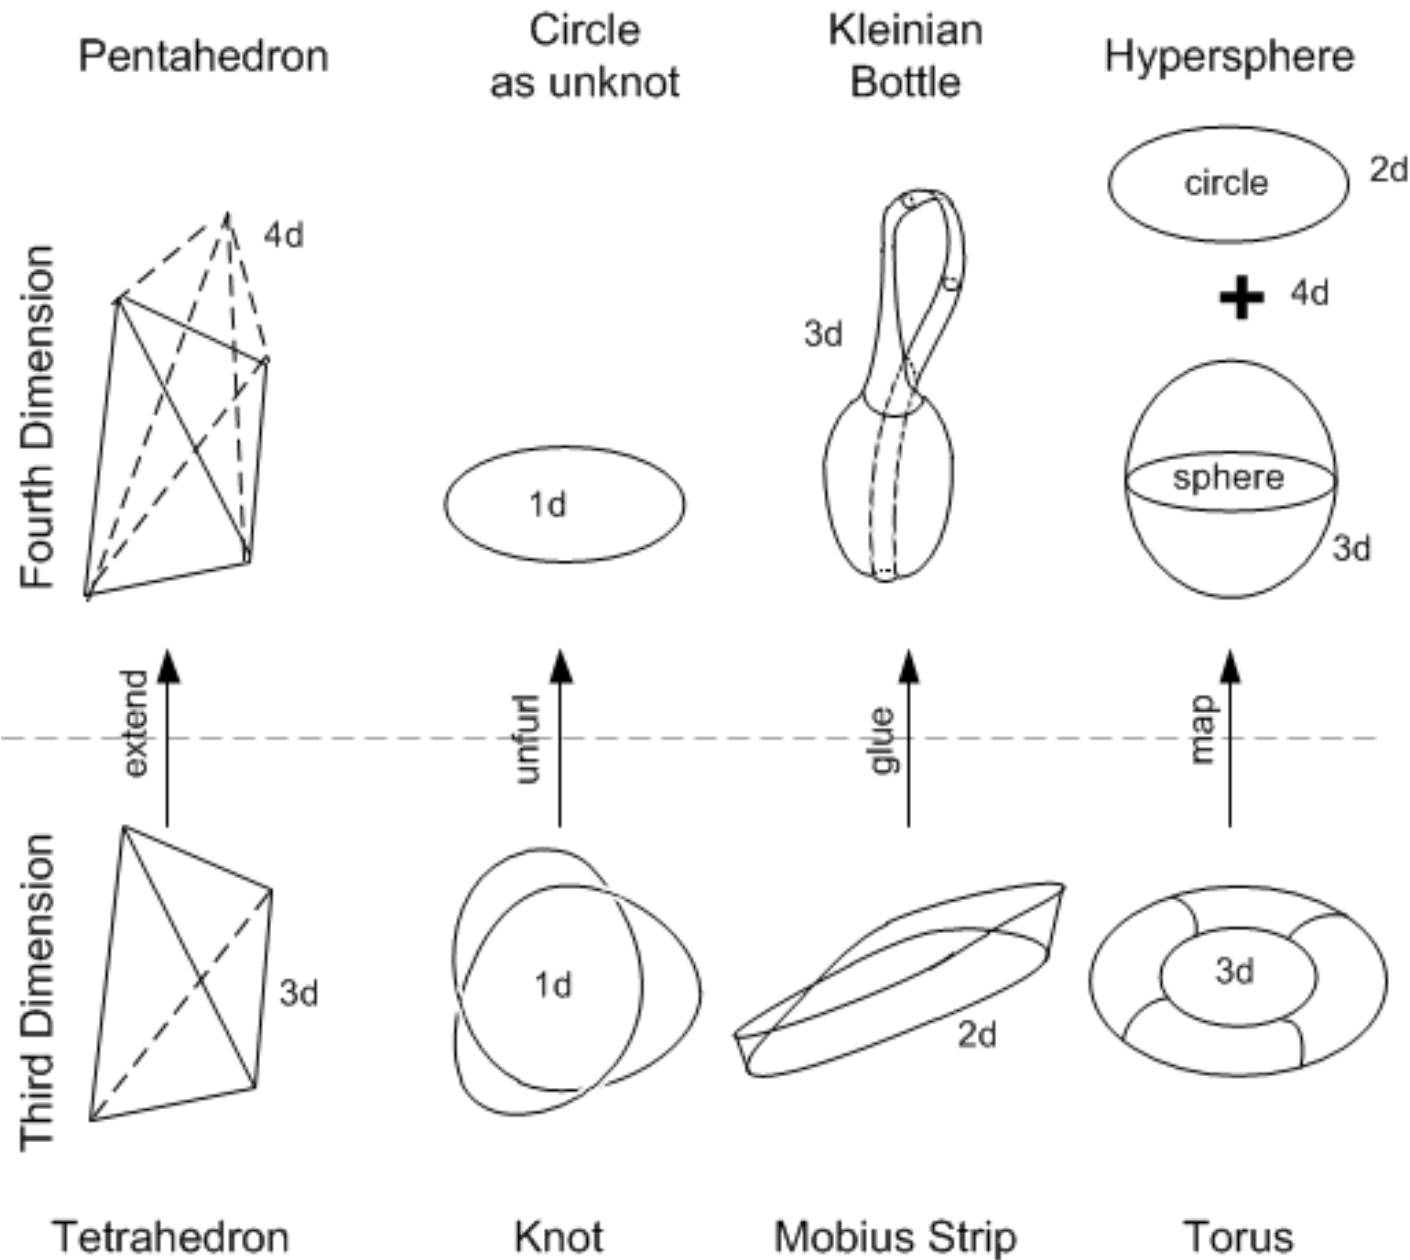 Pentahedron
Circle
as unknot
Kleinian
Bottle
Hypersphere
circle
2d
4d
4d
3d
1d
sphere
3d
Fourth Dimension
extend
unfurl
glue
map
Third Dimension
3d
1d
2d
3d
Tetrahedron
Knot
Mobius Strip
Torus